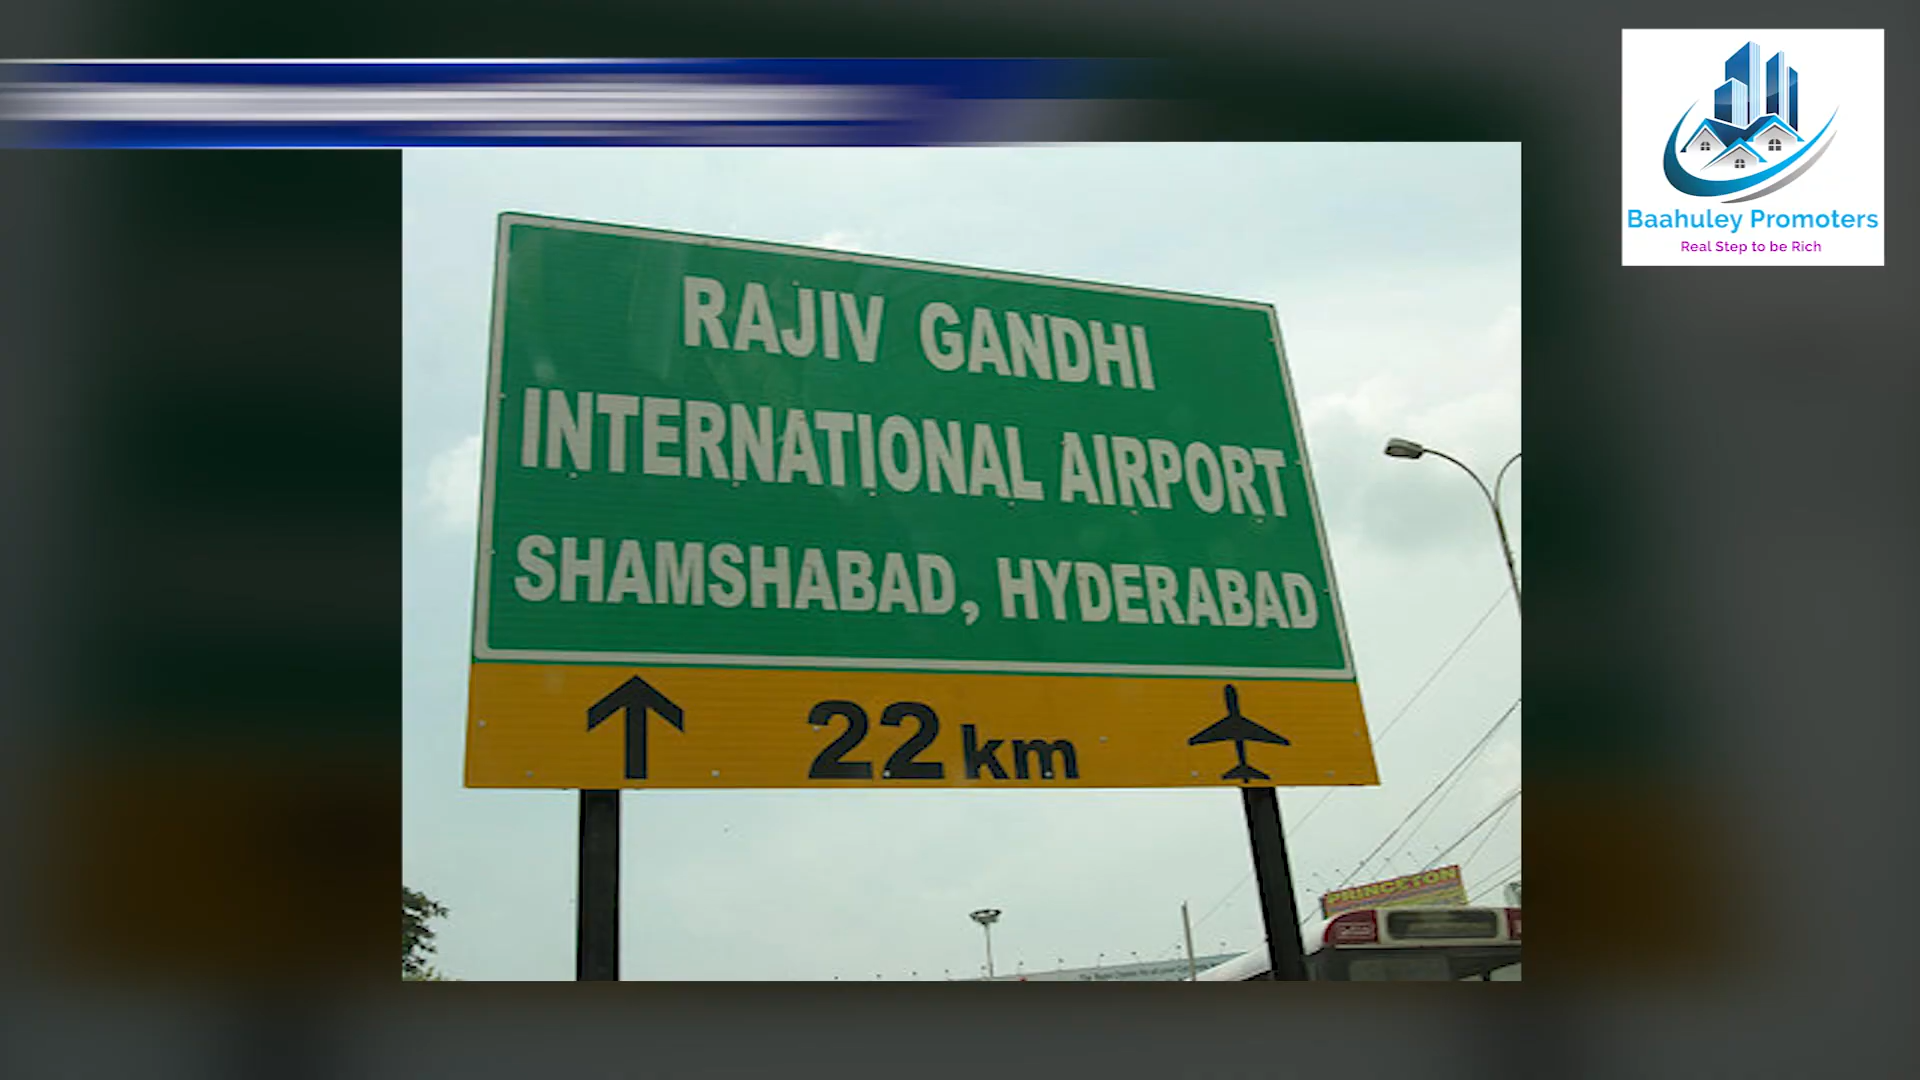 Baahuley Promoters
Real Step to be Rich
RAJIV GANDHI
INTERNATIONAL AIRPORT
SHAMSHABAD, HYDERABAD
22 km
PRINCETON